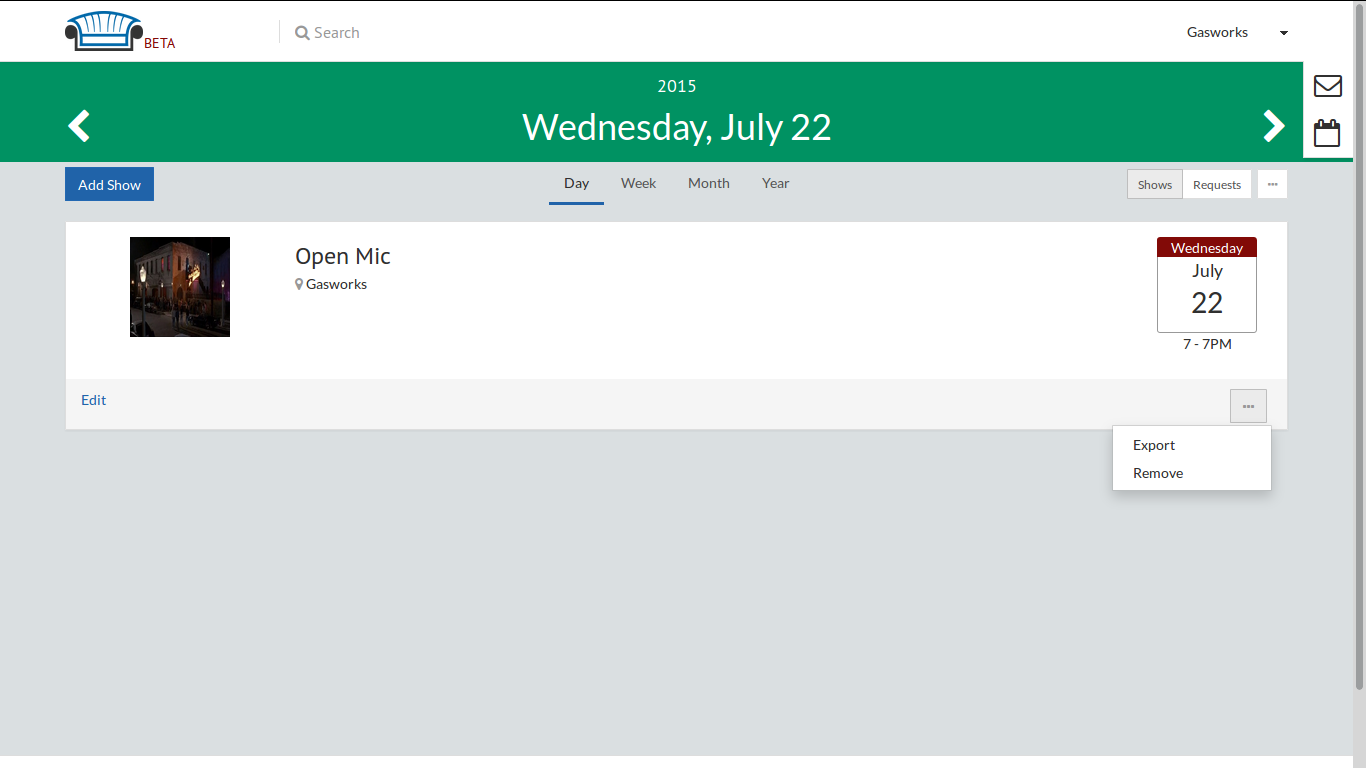 BETA
Search
Gasworks
2015
Wednesday, July 22
Add Show
Day Week Month Year
Shows Requests
Open Mic
Gasworks
Wednesday
July
22
7 - 7PM
Edit
Export
Remove